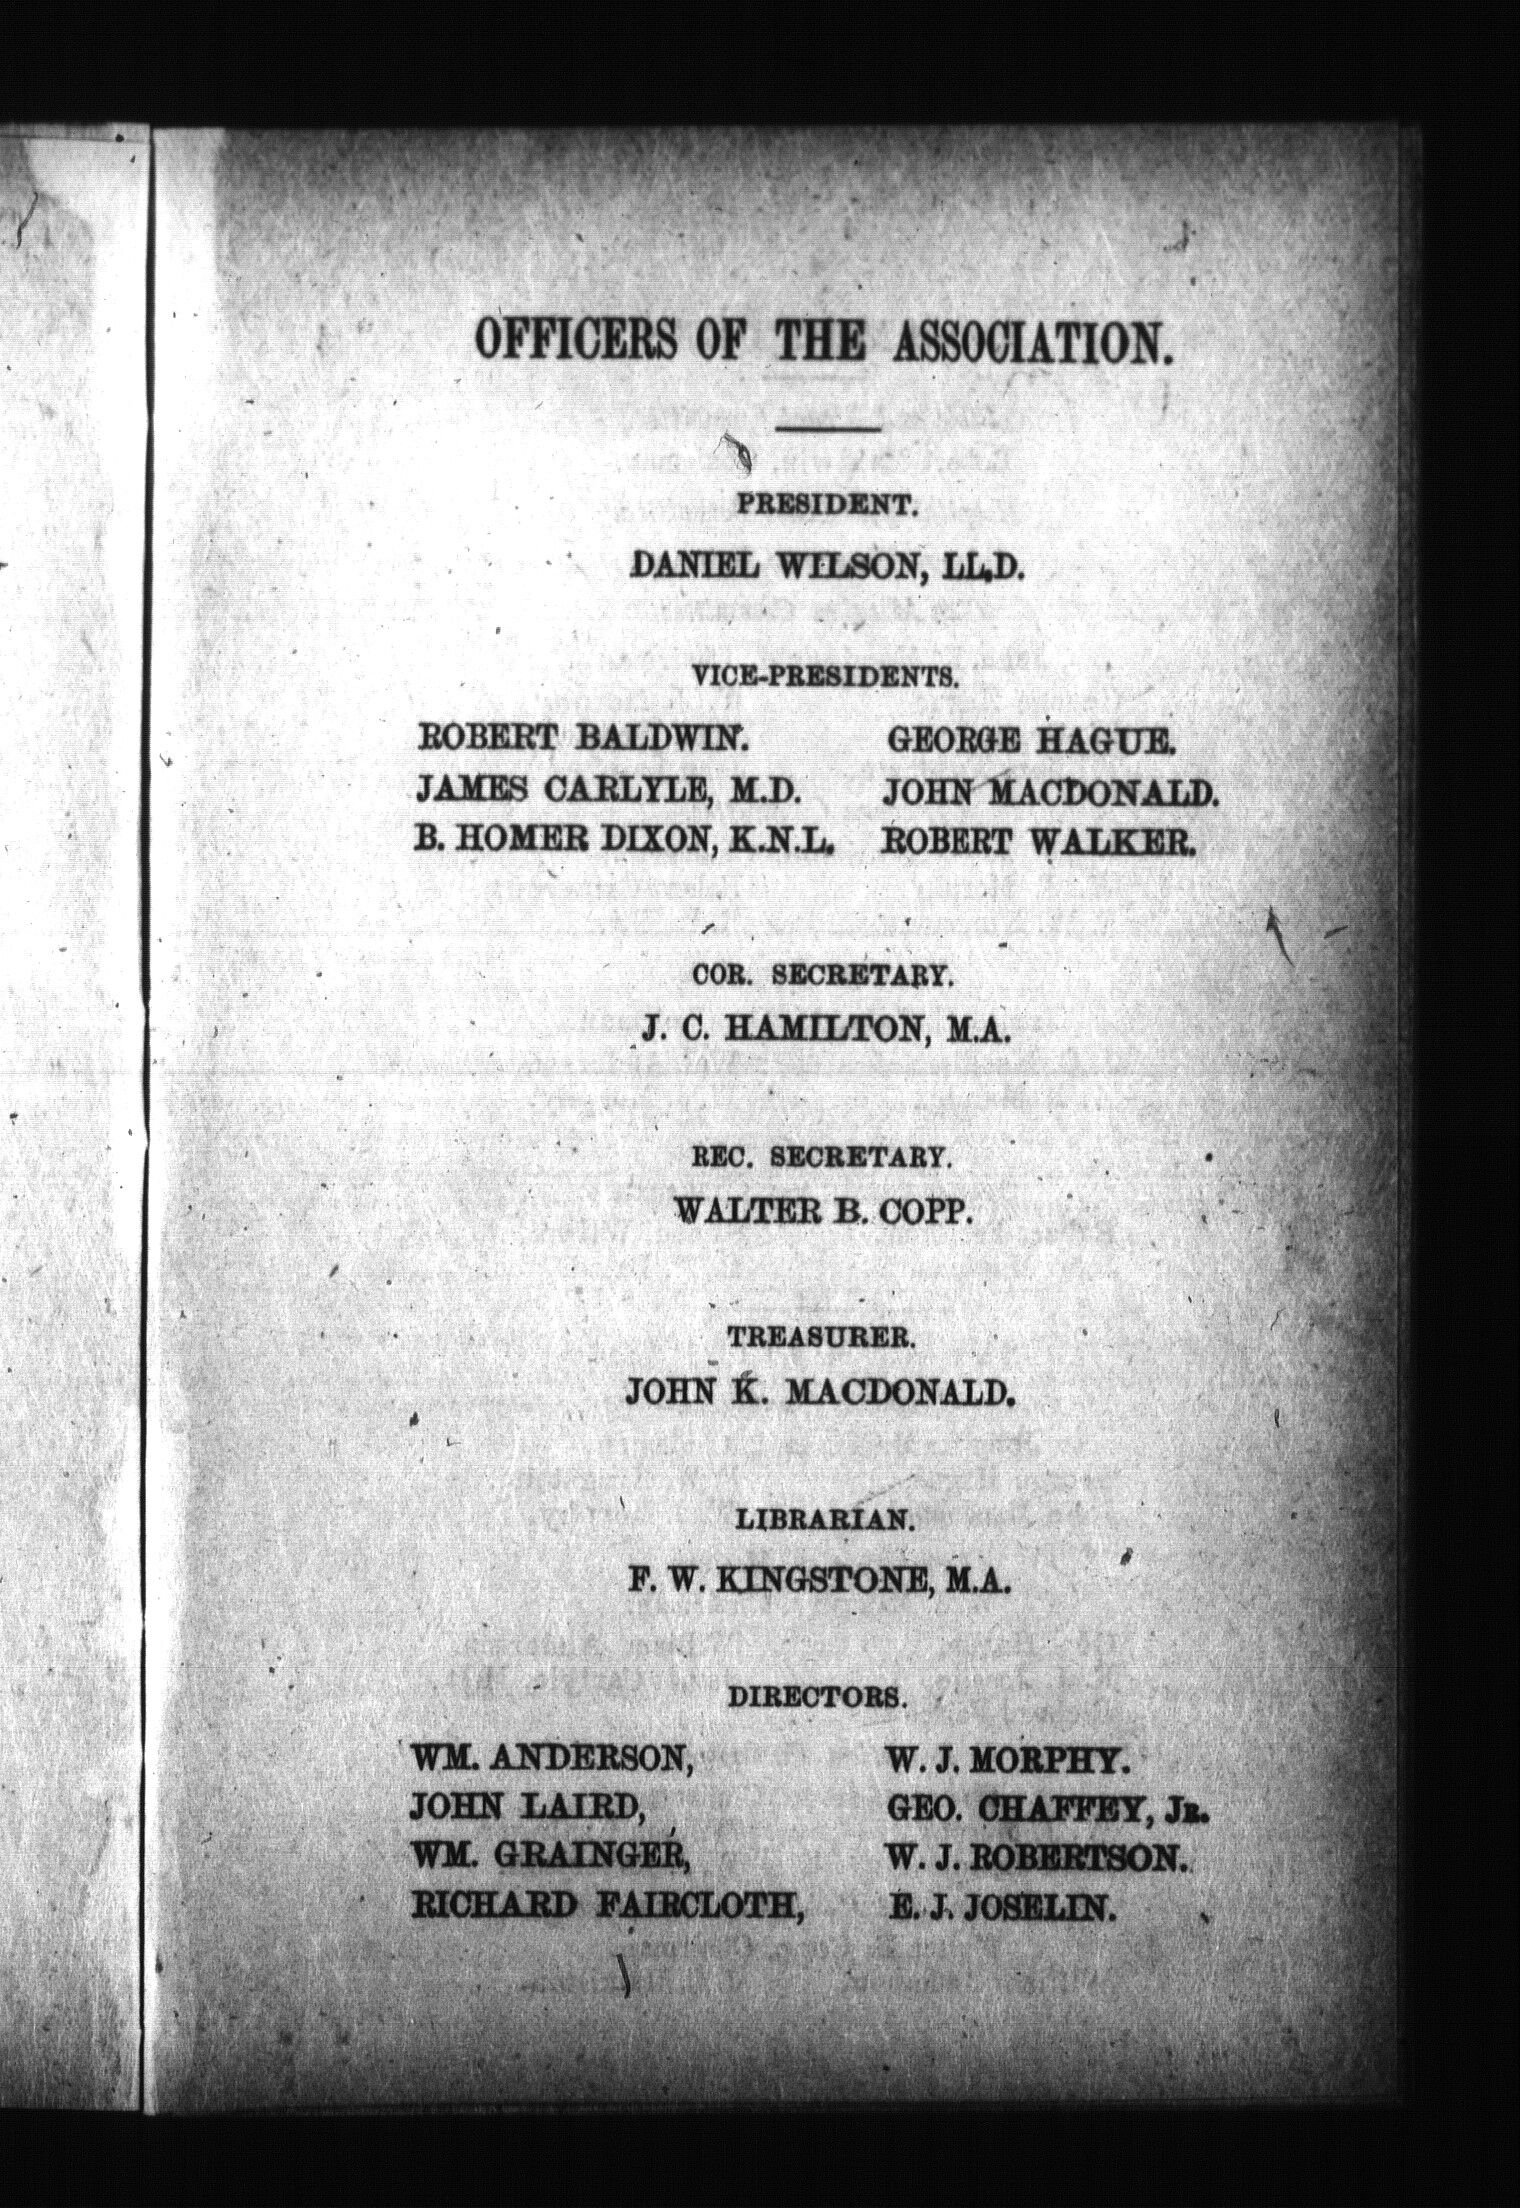 OFFICERS OF THE ASSOCIATION.
PRESIDENT.
DANIEL WILSON, LL.D.
VICE-PRESIDENTS.
ROBERT BALDWIN. GEORGE HAGUE.
JAMES CARLYLE, M.D. JOHN MACDONALD.
B. HOMER DIXON, K.N.L. ROBERT WALKER.
COR. SECRETARY.
J. C. HAMILTON, M.A.
REC. SECRETARY.
WALTER B. COPP.
TREASURER.
JOHN K. MACDONALD.
LIBRARIAN.
F. W. KINGSTONE, M.A.
DIRECTORS.
WM. ANDERSON, W. J. MORPHY.
JOHN LAIRD, GEO. CHAFFEY, JR.
WM. GRAINGER, W. J. ROBERTSON.
RICHARD FAIRCLOTH, E. J. JOSELIN.